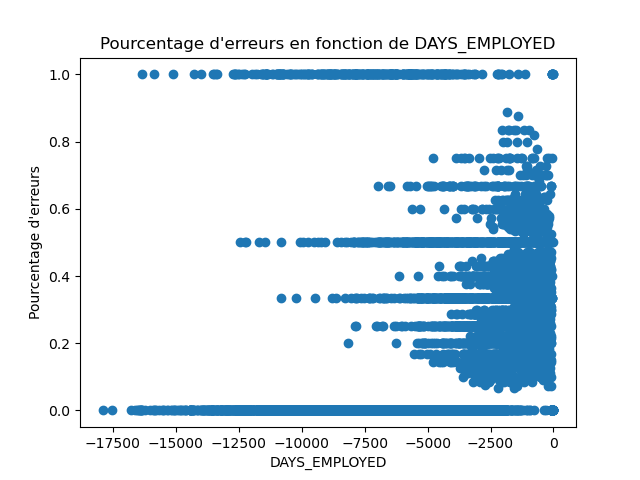 Pourcentage d'erreurs en fonction de DAYS_EMPLOYED
1.0
0.8
0.6
0.4
0.2
0.0
Pourcentage d'erreurs
−17500 −15000 −12500 −10000 −7500 −5000 −2500 0
DAYS_EMPLOYED